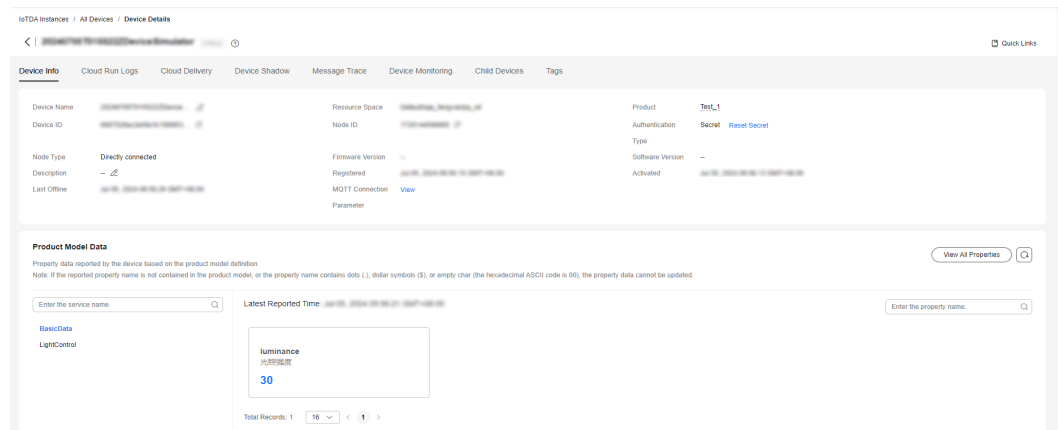 IoTDA Instances / All Devices / Device Details
Quick Links
Device Info Cloud Run Logs Cloud Delivery Device Shadow Message Trace Device Monitoring Child Devices Tags
Device Name Resource Space Product Test_1
Device ID Node ID Authentication Secret Reset Secret
Type
Node Type Directly connected Firmware Version -- Software Version --
Description -- Registered Activated
Last Offline MQTT Connection View
Parameter
Product Model Data
Property data reported by the device based on the product model definition.
View All Properties
Note: If the reported property name is not contained in the product model, or the property name contains dots (.), dollar symbols ($), or empty char (the hexadecimal ASCII code is 00), the property data cannot be updated.
Enter the service name. Latest Reported Time: Enter the property name.
BasicData
LightControl
luminance
光照强度
30
Total Records: 1 16 < 1 >